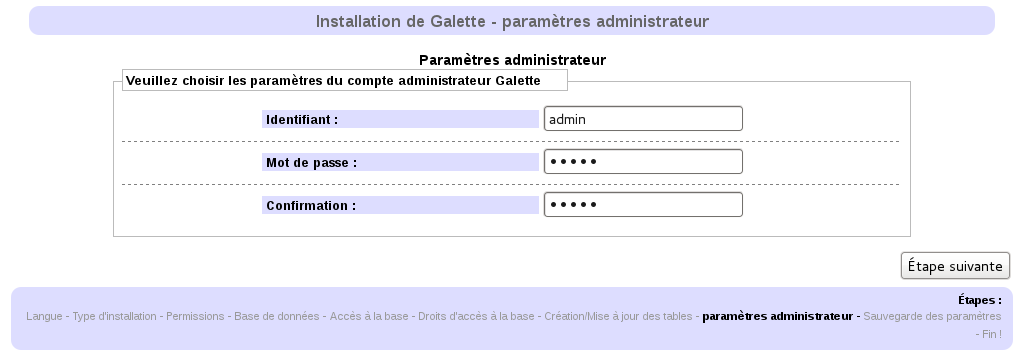 Installation de Galette - paramètres administrateur
Paramètres administrateur
Veuillez choisir les paramètres du compte administrateur Galette
Identifiant :
admin
Mot de passe :
•••••
Confirmation :
•••••
Étape suivante
Étapes :
Langue - Type d'installation - Permissions - Base de données - Accès à la base - Droits d'accès à la base - Création/Mise à jour des tables - paramètres administrateur - Sauvegarde des paramètres
- Fin !